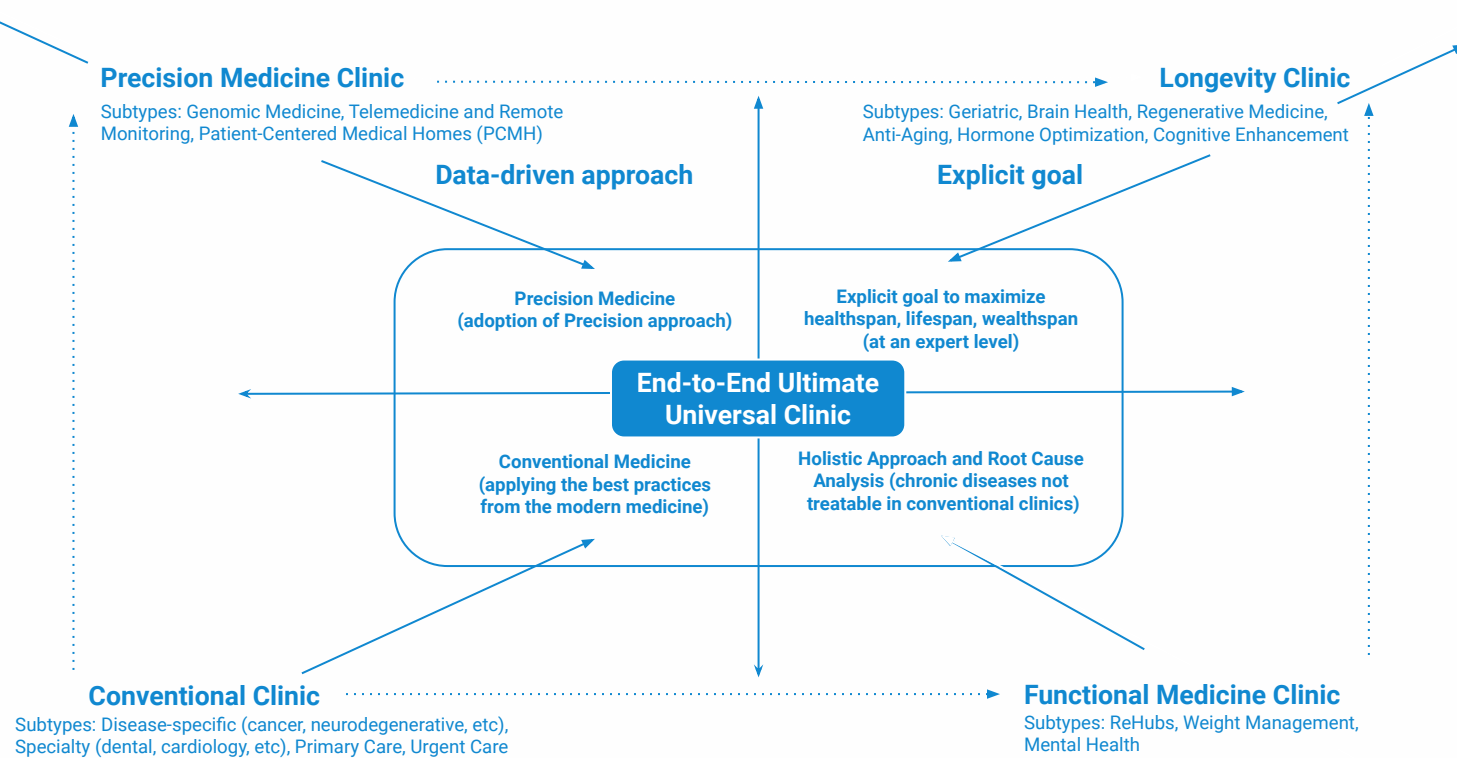 Precision Medicine Clinic
Subtypes: Genomic Medicine, Telemedicine and Remote
Monitoring, Patient-Centered Medical Homes (PCMH)
Longevity Clinic
Subtypes: Geriatric, Brain Health, Regenerative Medicine,
Anti-Aging, Hormone Optimization, Cognitive Enhancement
Data-driven approach
Explicit goal
Precision Medicine
(adoption of Precision approach)
Explicit goal to maximize
healthspan, lifespan, wealthspan
(at an expert level)
End-to-End Ultimate
Universal Clinic
Conventional Medicine
(applying the best practices
from the modern medicine)
Holistic Approach and Root Cause
Analysis (chronic diseases not
treatable in conventional clinics)
Conventional Clinic
Subtypes: Disease-specific (cancer, neurodegenerative, etc),
Specialty (dental, cardiology, etc), Primary Care, Urgent Care
Functional Medicine Clinic
Subtypes: ReHubs, Weight Management,
Mental Health